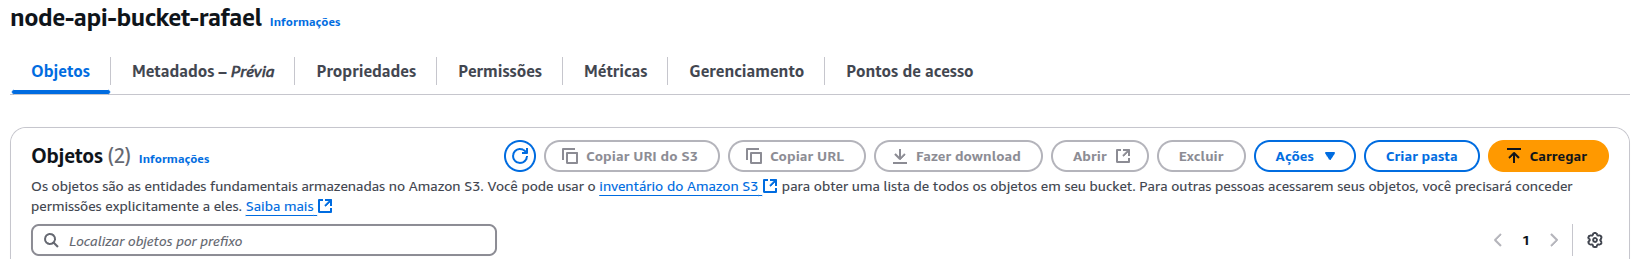 node-api-bucket-rafael Informações
Objetos Metadados – Prévia Propriedades Permissões Métricas Gerenciamento Pontos de acesso
Objetos (2) Informações Copiar URI do S3 Copiar URL Fazer download Abrir Excluir Ações Criar pasta Carregar
Os objetos são as entidades fundamentais armazenadas no Amazon S3. Você pode usar o inventário do Amazon S3 para obter uma lista de todos os objetos em seu bucket. Para outras pessoas acessarem seus objetos, você precisará conceder
permissões explicitamente a eles. Saiba mais
Localizar objetos por prefixo 1